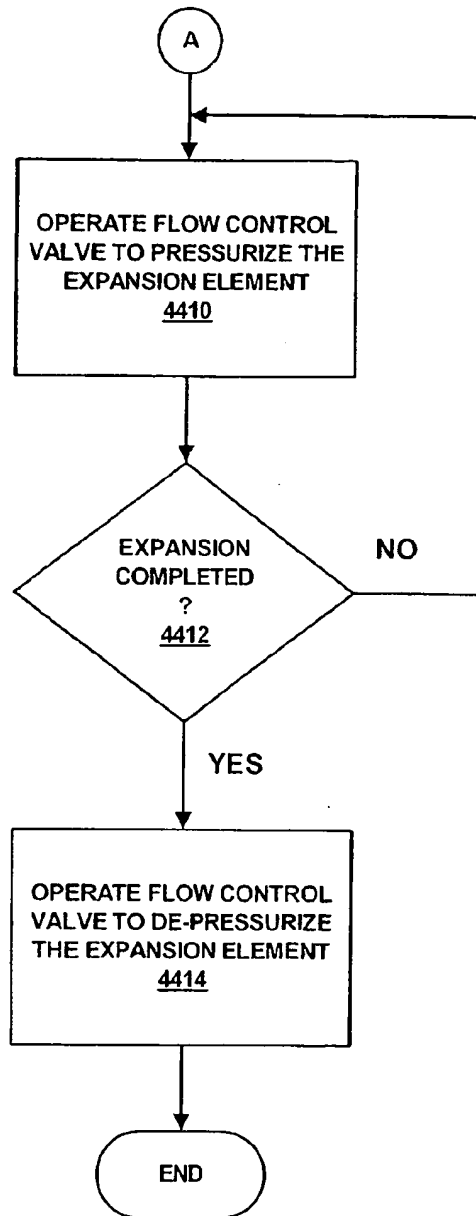 A
OPERATE FLOW CONTROL
VALVE TO PRESSURIZE THE
EXPANSION ELEMENT
4410
EXPANSION
COMPLETED
?
4412
NO
YES
OPERATE FLOW CONTROL
VALVE TO DE-PRESSURIZE
THE EXPANSION ELEMENT
4414
END